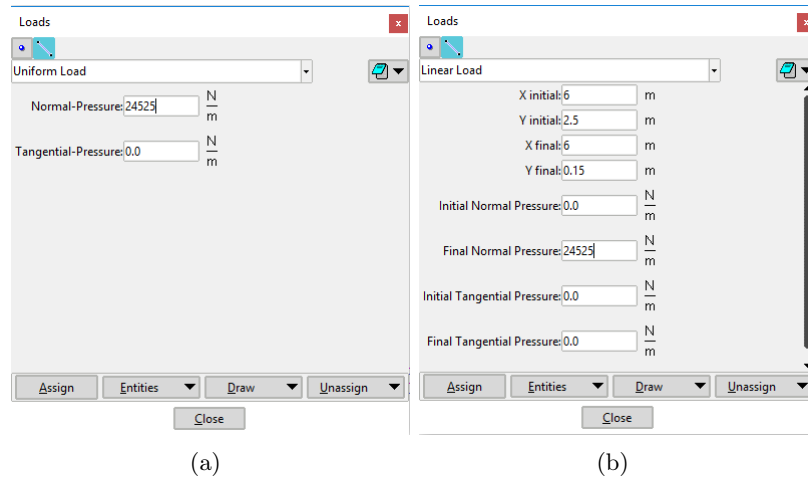 Loads
x
Uniform Load
Normal-Pressure: 24525 N/m
Tangential-Pressure: 0.0 N/m
Assign Entities Draw Unassign
Close
(a)
Loads
x
Linear Load
X initial: 6 m
Y initial: 2.5 m
X final: 6 m
Y final: 0.15 m
Initial Normal Pressure: 0.0 N/m
Final Normal Pressure: 24525 N/m
Initial Tangential Pressure: 0.0 N/m
Final Tangential Pressure: 0.0 N/m
Assign Entities Draw Unassign
Close
(b)